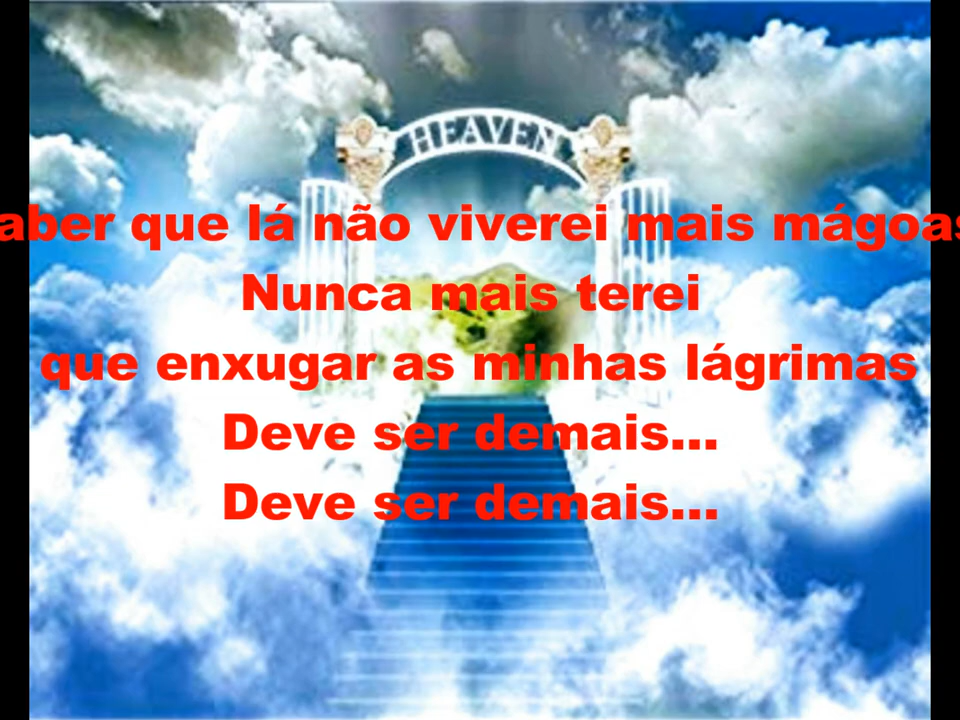 HEAVEN
aber que lá não viverei mais mágoas
Nunca mais terei
que enxugar as minhas lágrimas
Deve ser demais...
Deve ser demais...